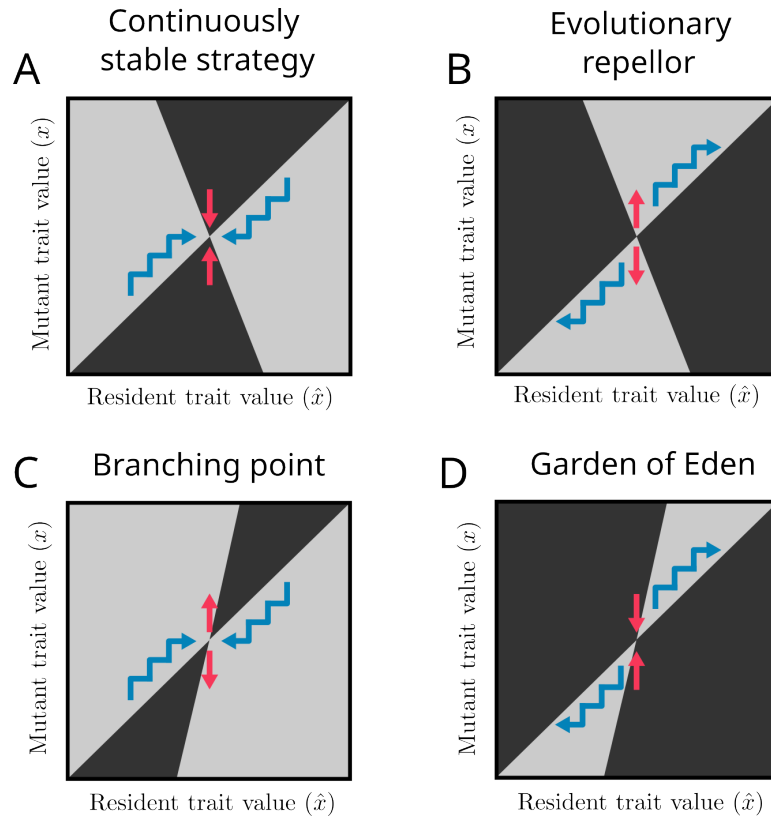 Continuously
stable strategy
A
Mutant trait value (x)
Resident trait value (x̂)
Evolutionary
repellor
B
Mutant trait value (x)
Resident trait value (x̂)
Branching point
C
Mutant trait value (x)
Resident trait value (x̂)
Garden of Eden
D
Mutant trait value (x)
Resident trait value (x̂)